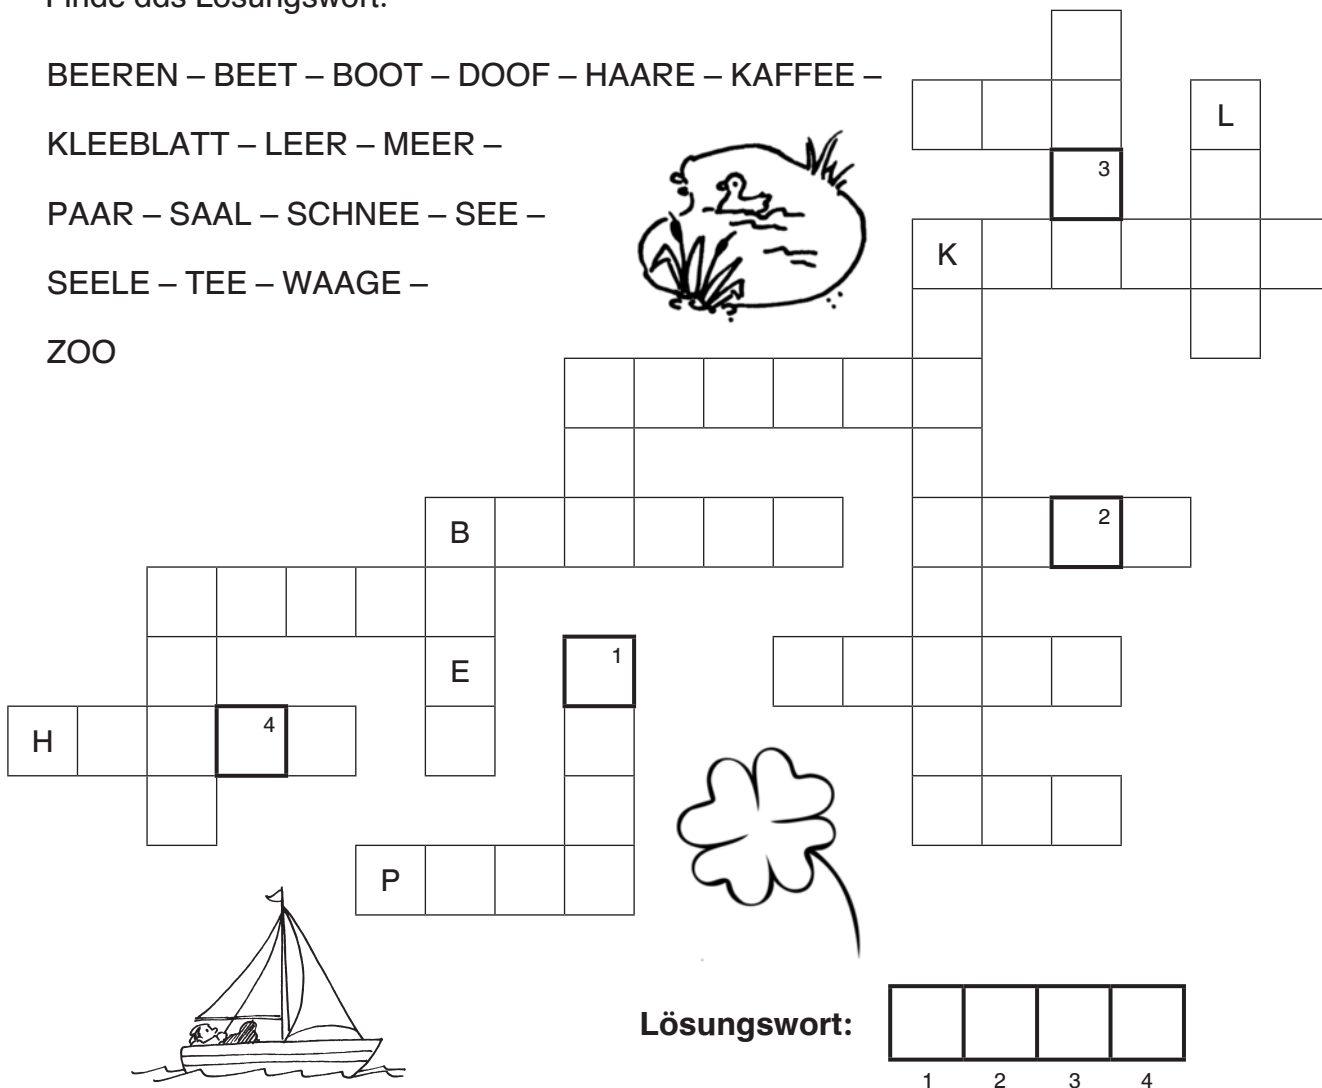 Finde das Lösungswort.
BEEREN – BEET – BOOT – DOOF – HAARE – KAFFEE –
KLEEBLATT – LEER – MEER –
PAAR – SAAL – SCHNEE – SEE –
SEELE – TEE – WAAGE –
ZOO
L
3
K
B
2
E
1
H
4
P
Lösungswort:
1 2 3 4